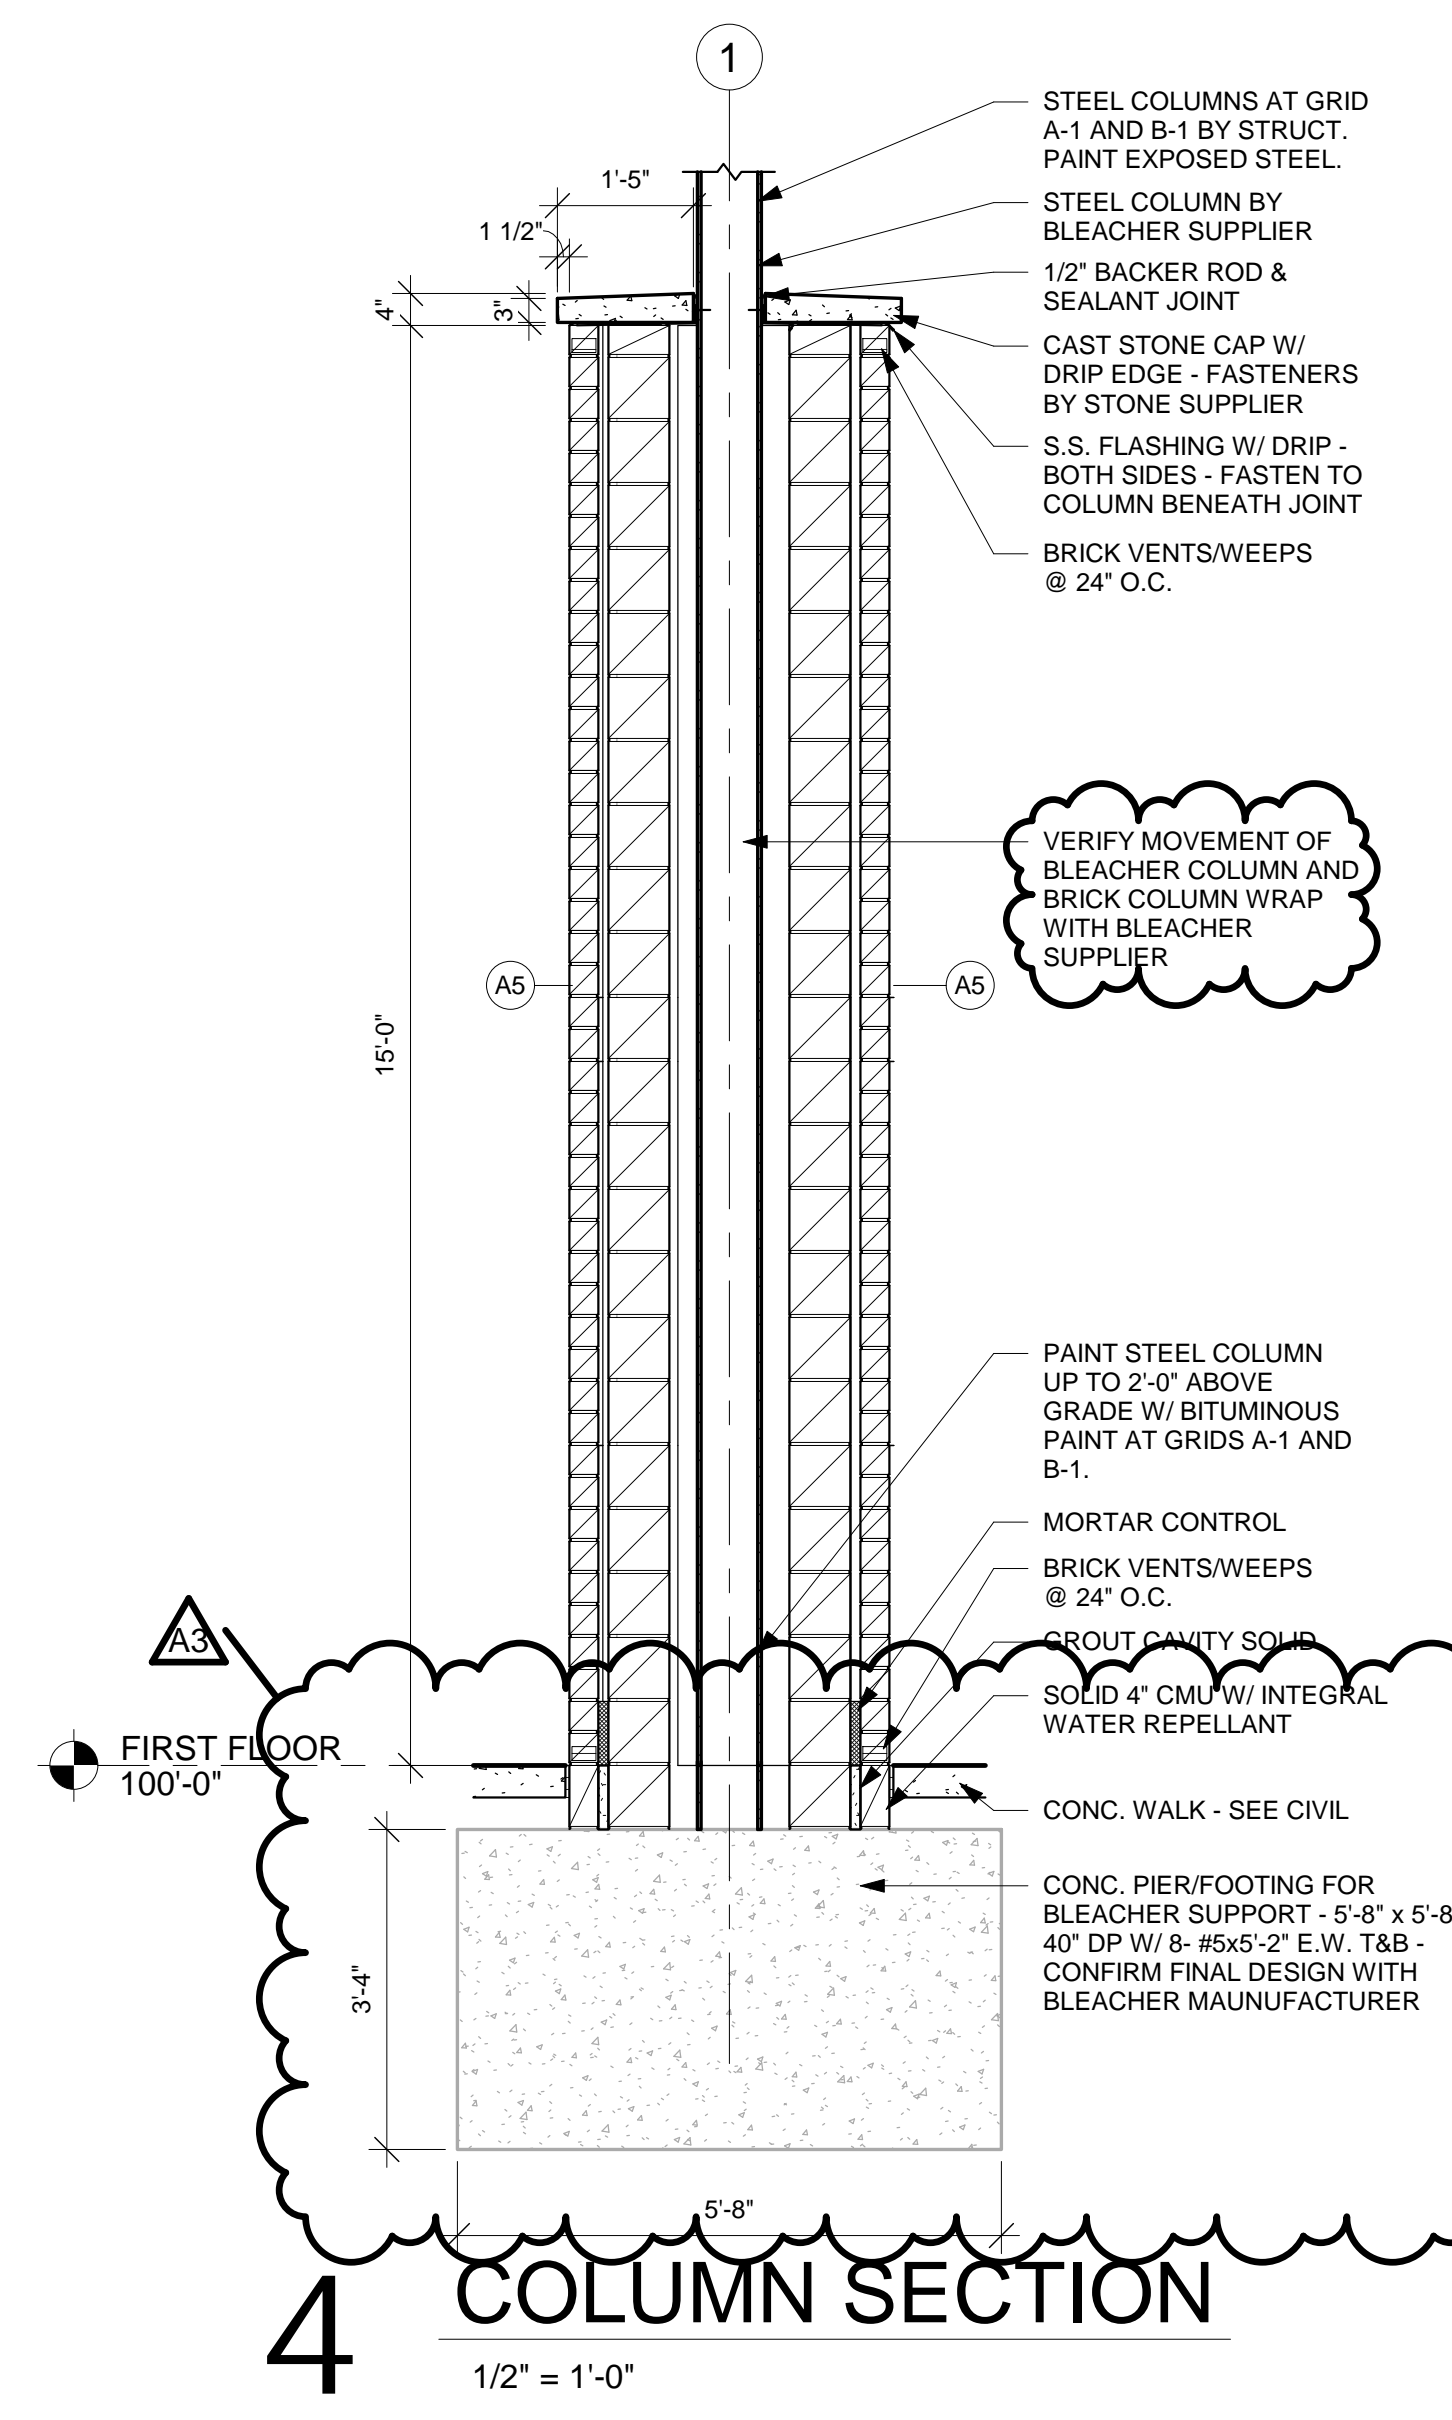 1
STEEL COLUMNS AT GRID
A-1 AND B-1 BY STRUCT.
PAINT EXPOSED STEEL.
STEEL COLUMN BY
BLEACHER SUPPLIER
1/2" BACKER ROD &
SEALANT JOINT
CAST STONE CAP W/
DRIP EDGE - FASTENERS
BY STONE SUPPLIER
S.S. FLASHING W/ DRIP -
BOTH SIDES - FASTEN TO
COLUMN BENEATH JOINT
BRICK VENTS/WEEPS
@ 24" O.C.
1'-5"
1 1/2"
4"
3"
VERIFY MOVEMENT OF
BLEACHER COLUMN AND
BRICK COLUMN WRAP
WITH BLEACHER
SUPPLIER
A5
A5
15'-0"
PAINT STEEL COLUMN
UP TO 2'-0" ABOVE
GRADE W/ BITUMINOUS
PAINT AT GRIDS A-1 AND
B-1.
MORTAR CONTROL
BRICK VENTS/WEEPS
@ 24" O.C.
GROUT CAVITY SOLID
SOLID 4" CMU W/ INTEGRAL
WATER REPELLANT
A3
FIRST FLOOR
100'-0"
CONC. WALK - SEE CIVIL
CONC. PIER/FOOTING FOR
BLEACHER SUPPORT - 5'-8" x 5'-8
40" DP W/ 8- #5x5'-2" E.W. T&B -
CONFIRM FINAL DESIGN WITH
BLEACHER MAUNUFACTURER
3'-4"
5'-8"
4
COLUMN SECTION
1/2" = 1'-0"